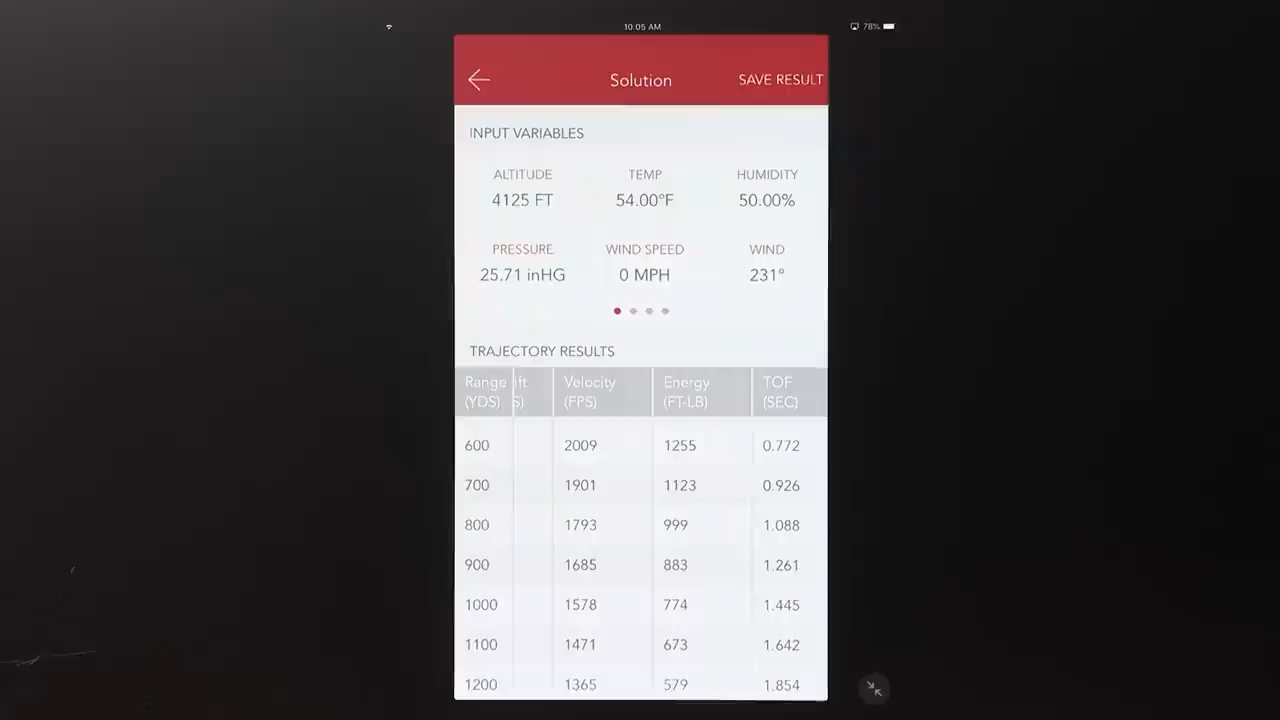 10:05 AM
78%
Solution
SAVE RESULT
INPUT VARIABLES
ALTITUDE TEMP HUMIDITY
4125 FT 54.00°F 50.00%
PRESSURE WIND SPEED WIND
25.71 inHG 0 MPH 231°
TRAJECTORY RESULTS
Range ift Velocity Energy TOF
(YDS) S) (FPS) (FT-LB) (SEC)
600 2009 1255 0.772
700 1901 1123 0.926
800 1793 999 1.088
900 1685 883 1.261
1000 1578 774 1.445
1100 1471 673 1.642
1200 1365 579 1.854